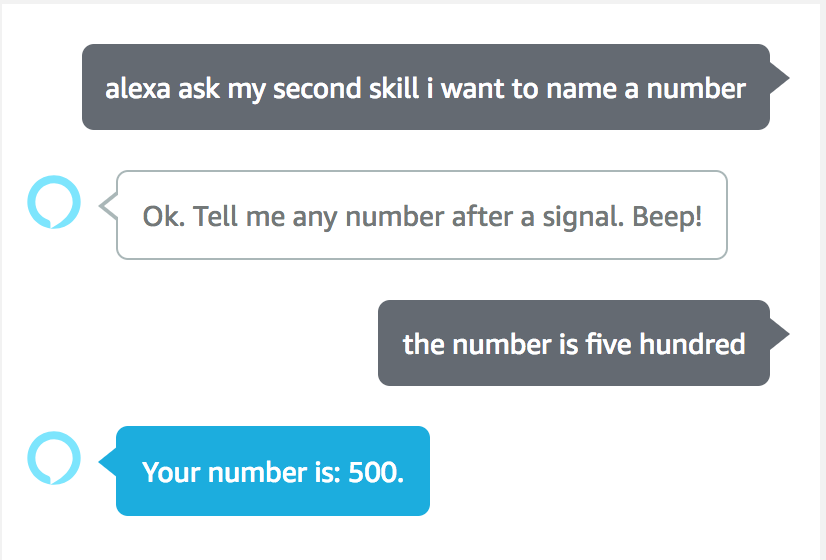 alexa ask my second skill i want to name a number
Ok. Tell me any number after a signal. Beep!
the number is five hundred
Your number is: 500.